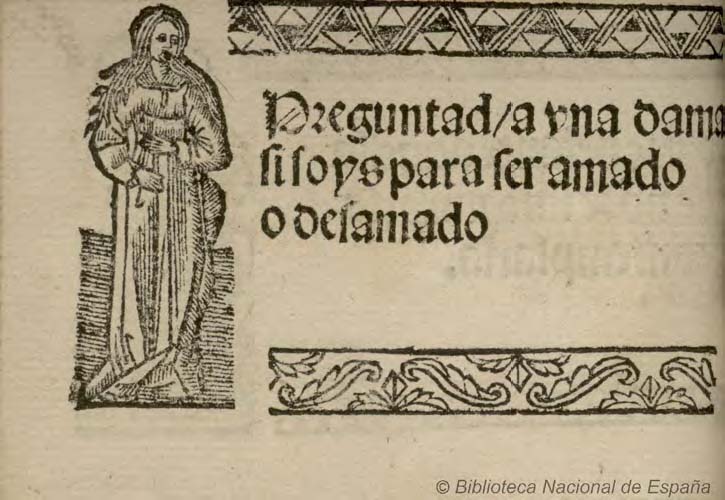 Preguntad/a vna dama
si soys para ser amado
o desamado
© Biblioteca Nacional de España